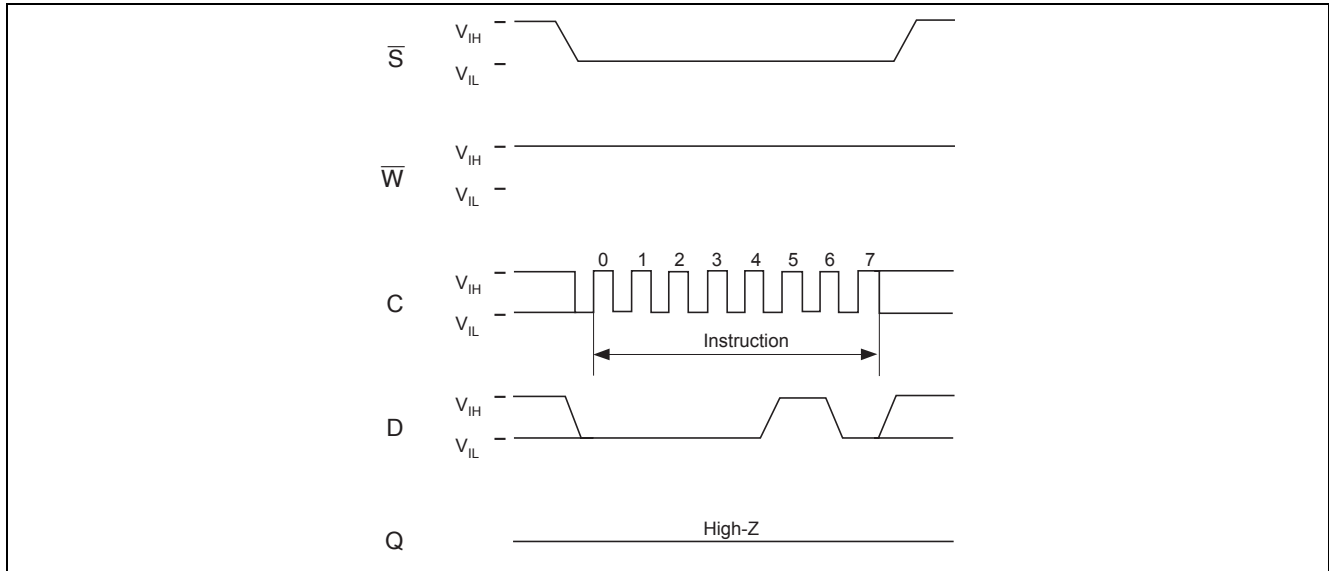 V_IH
S̅
V_IL
V_IH
W̅
V_IL
0 1 2 3 4 5 6 7
V_IH
C
V_IL
Instruction
V_IH
D
V_IL
High-Z
Q